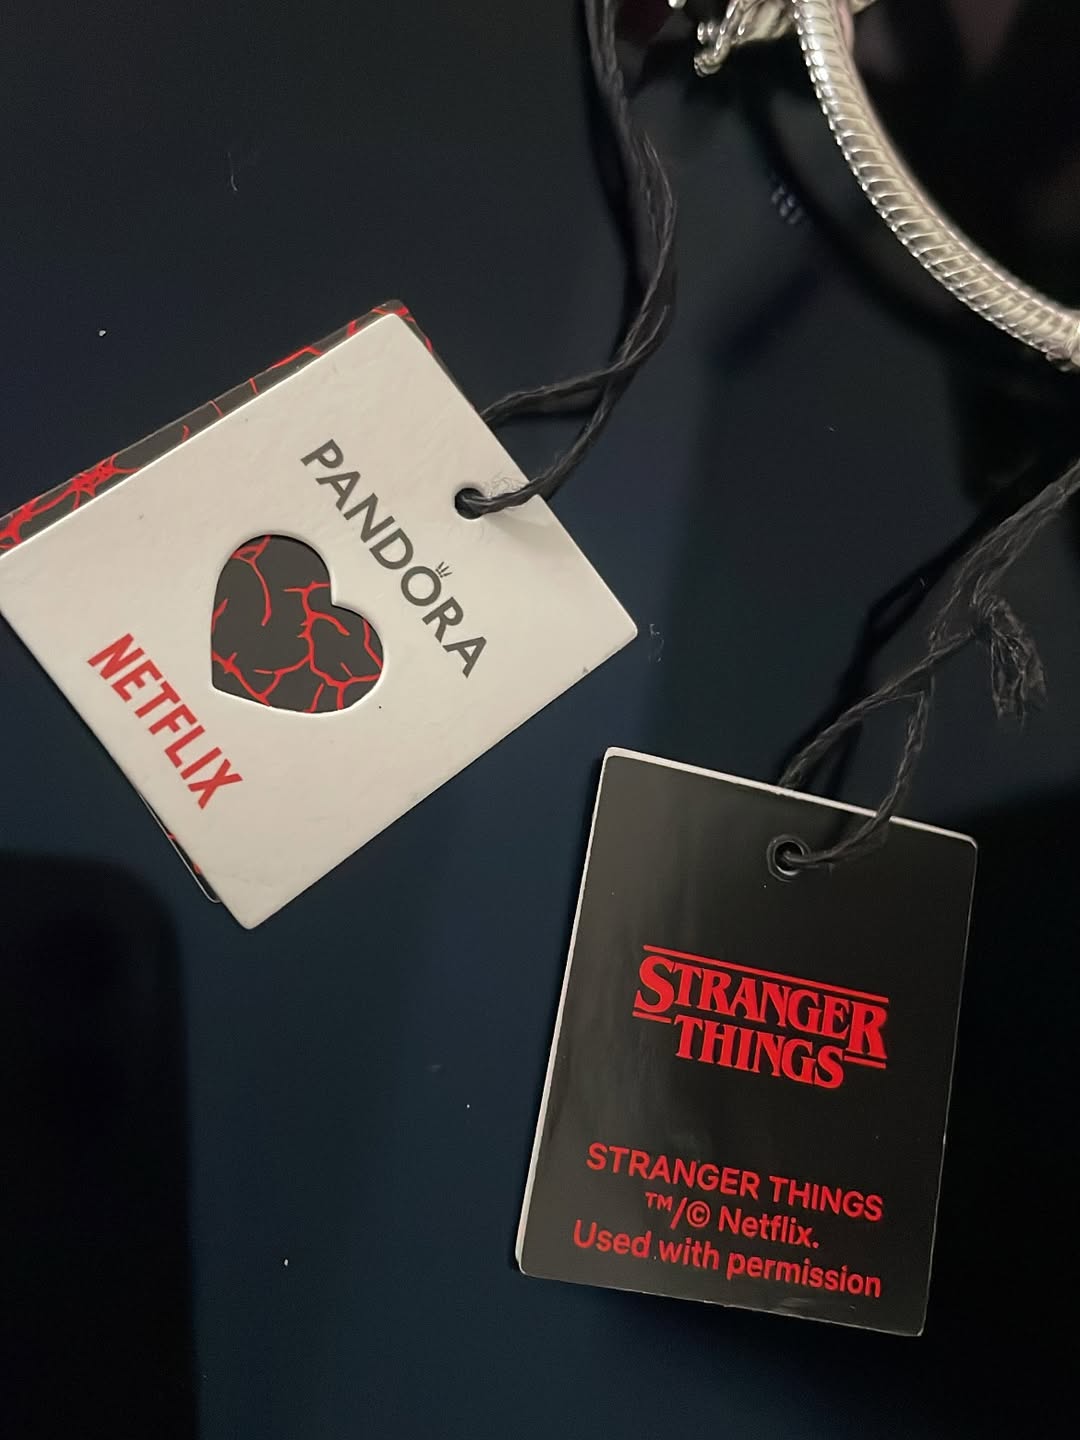 PANDORA
NETFLIX
STRANGER
THINGS
STRANGER THINGS
™/© Netflix.
Used with permission